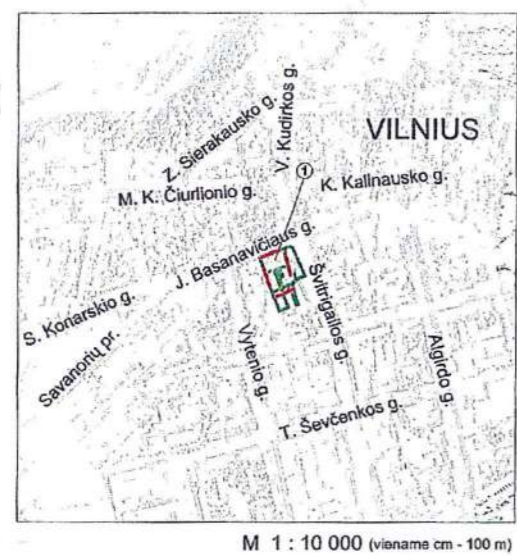 VILNIUS
Z. Sierakausko g.
V. Kudirkos g.
M. K. Čiurlionio g.
K. Kalinausko g.
1
J. Basanavičiaus g.
S. Konarskio g.
Savanorių pr.
Švitrigailos g.
Vytenio g.
Algirdo g.
T. Ševčenkos g.
M 1 : 10 000 (viename cm - 100 m)